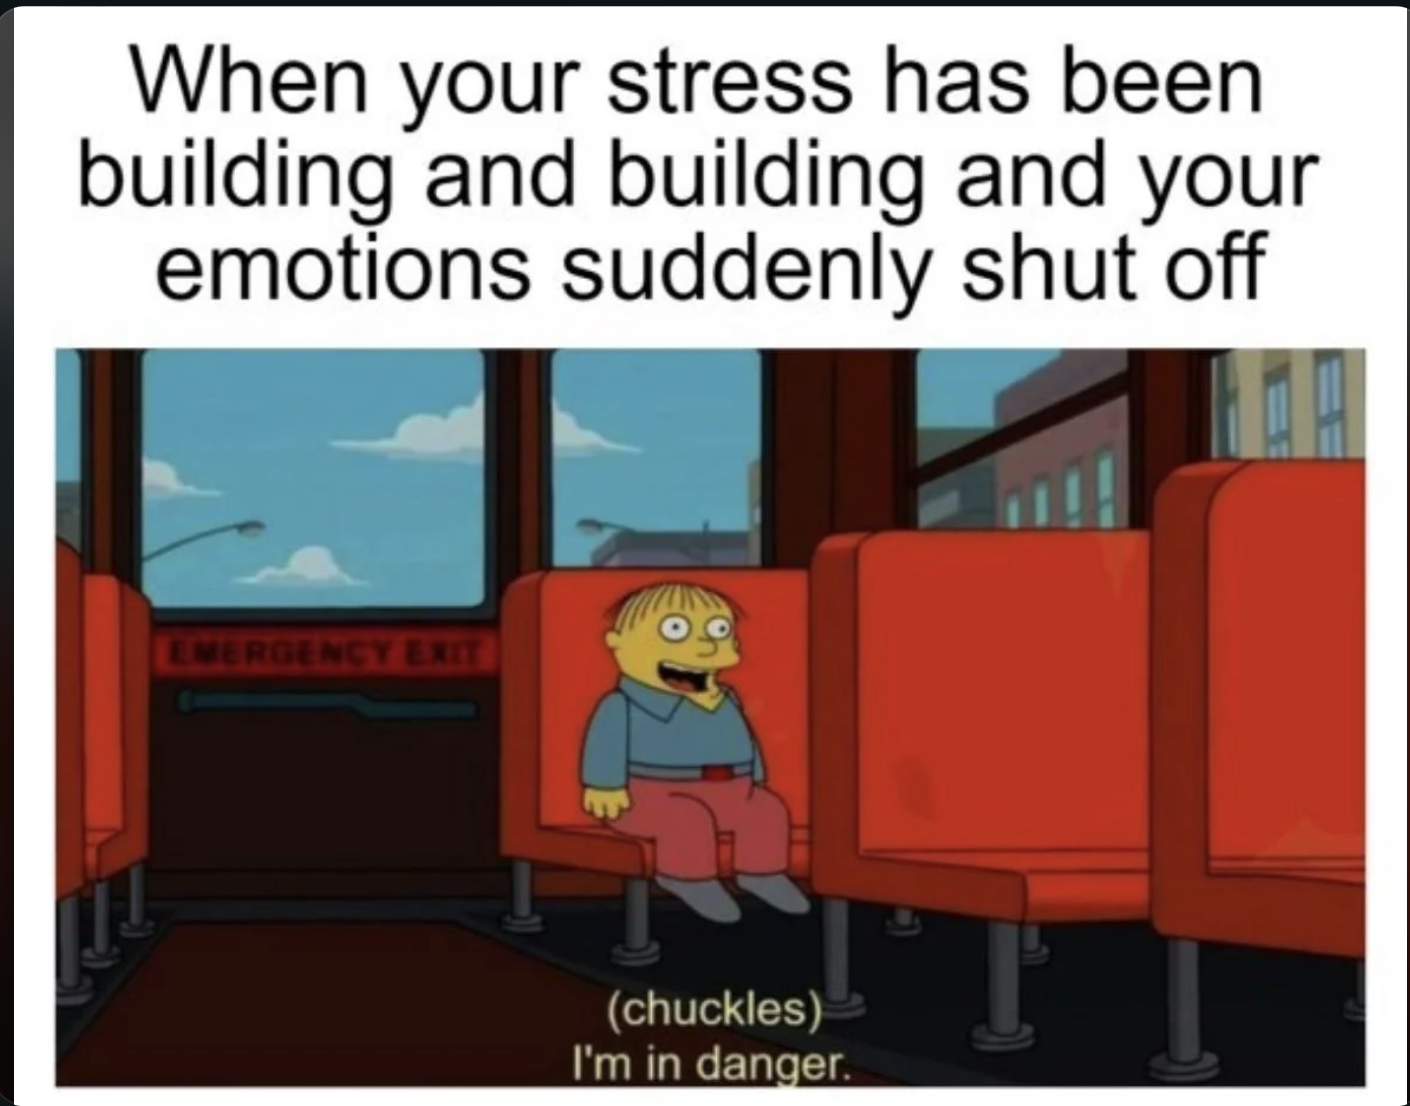 When your stress has been
building and building and your
emotions suddenly shut off
EMERGENCY EXIT
(chuckles)
I'm in danger.